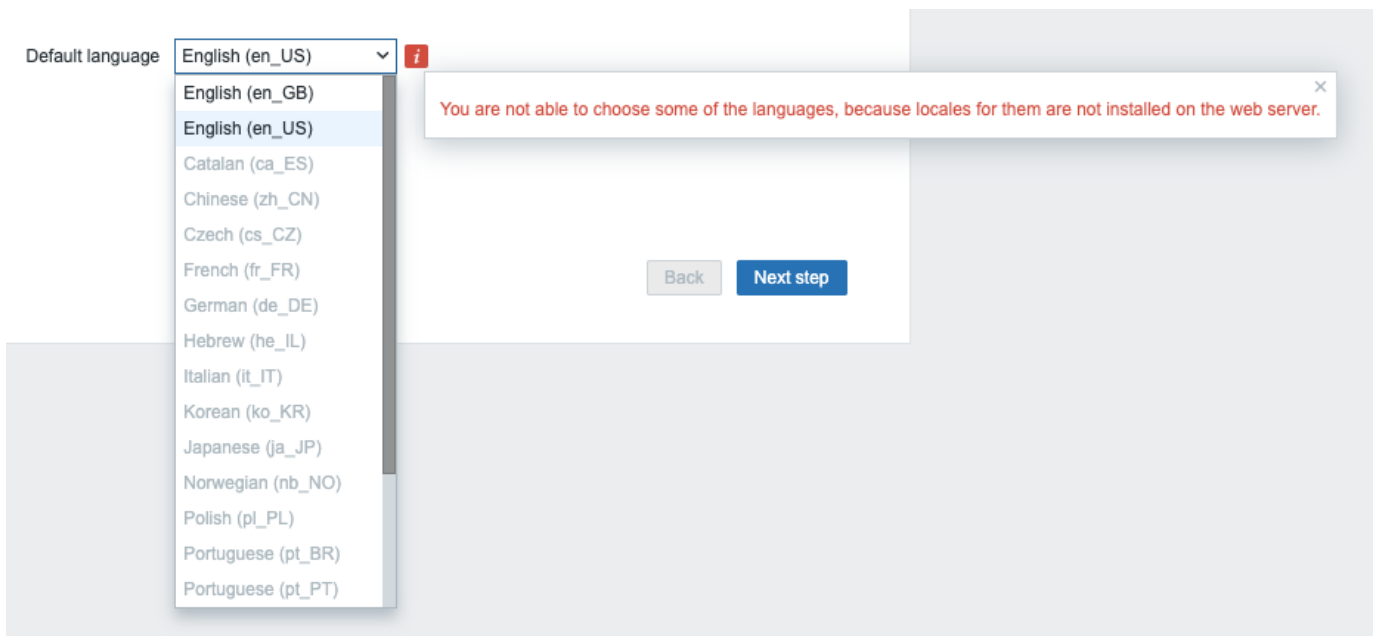 Default language
English (en_US)
i
English (en_GB)
×
You are not able to choose some of the languages, because locales for them are not installed on the web server.
English (en_US)
Catalan (ca_ES)
Chinese (zh_CN)
Czech (cs_CZ)
French (fr_FR)
German (de_DE)
Hebrew (he_IL)
Italian (it_IT)
Korean (ko_KR)
Japanese (ja_JP)
Norwegian (nb_NO)
Polish (pl_PL)
Portuguese (pt_BR)
Portuguese (pt_PT)
Back
Next step